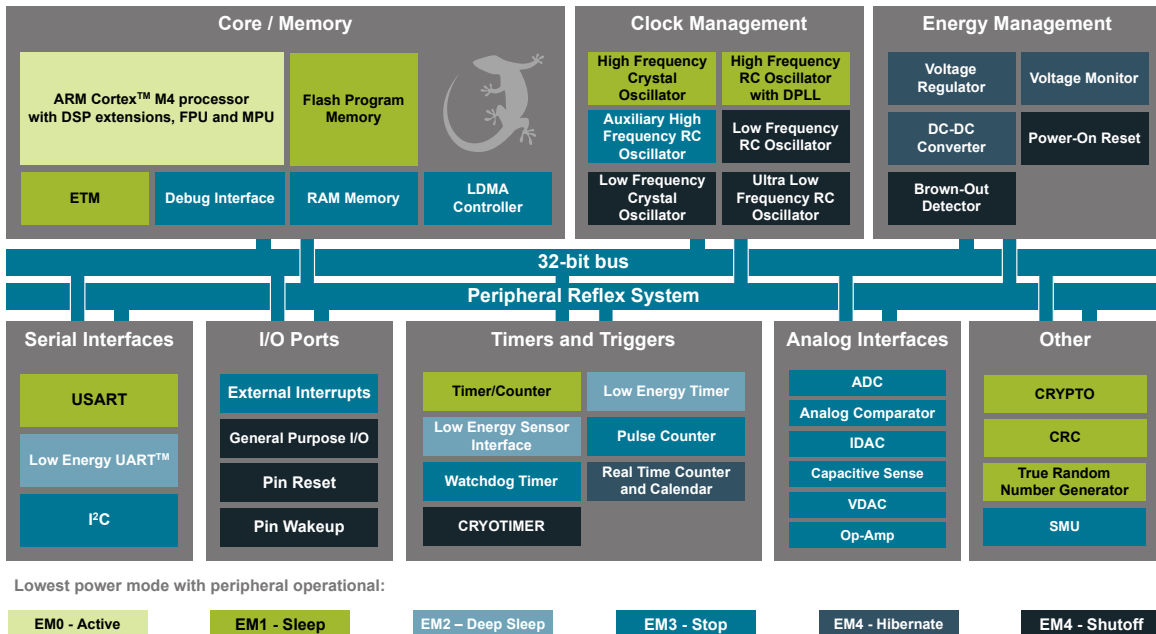 Core / Memory
ARM Cortex™ M4 processor
with DSP extensions, FPU and MPU
Flash Program
Memory
ETM
Debug Interface
RAM Memory
LDMA
Controller
Clock Management
High Frequency
Crystal
Oscillator
High Frequency
RC Oscillator
with DPLL
Auxiliary High
Frequency RC
Oscillator
Low Frequency
RC Oscillator
Low Frequency
Crystal
Oscillator
Ultra Low
Frequency RC
Oscillator
Energy Management
Voltage
Regulator
Voltage Monitor
DC-DC
Converter
Power-On Reset
Brown-Out
Detector
32-bit bus
Peripheral Reflex System
Serial Interfaces
USART
Low Energy UART™
I²C
I/O Ports
External Interrupts
General Purpose I/O
Pin Reset
Pin Wakeup
Timers and Triggers
Timer/Counter
Low Energy Timer
Low Energy Sensor
Interface
Pulse Counter
Watchdog Timer
Real Time Counter
and Calendar
CRYOTIMER
Analog Interfaces
ADC
Analog Comparator
IDAC
Capacitive Sense
VDAC
Op-Amp
Other
CRYPTO
CRC
True Random
Number Generator
SMU
Lowest power mode with peripheral operational:
EM0 - Active
EM1 - Sleep
EM2 – Deep Sleep
EM3 - Stop
EM4 - Hibernate
EM4 - Shutoff